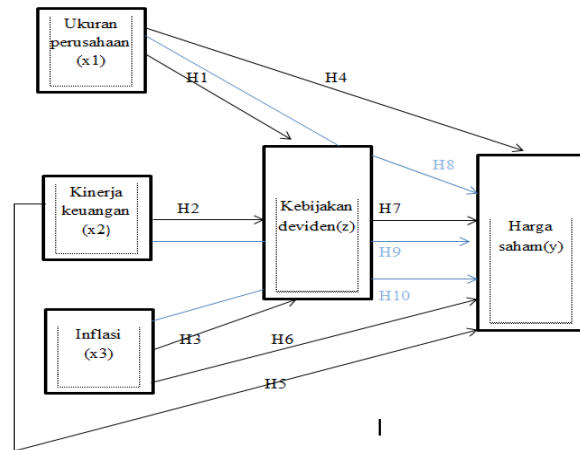 Ukuran
perusahaan
(x1)
H1
H4
Kinerja
keuangan
(x2)
H2
Kebijakan
deviden(z)
H7
H8
H9
H10
Harga
saham(y)
Inflasi
(x3)
H3
H6
H5